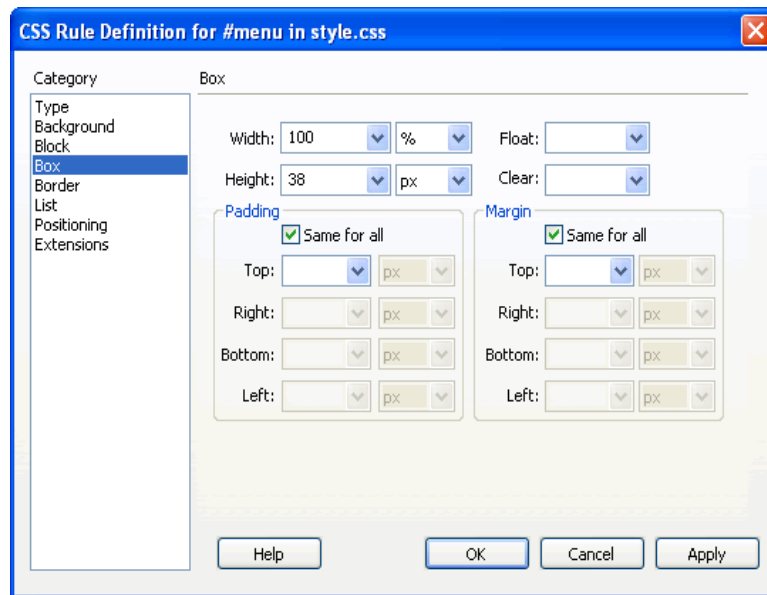 CSS Rule Definition for #menu in style.css
Category
Box
Type
Background
Block
Box
Border
List
Positioning
Extensions
Width: 100 % Float:
Height: 38 px Clear:
Padding Margin
Same for all Same for all
Top: px Top: px
Right: px Right: px
Bottom: px Bottom: px
Left: px Left: px
Help OK Cancel Apply